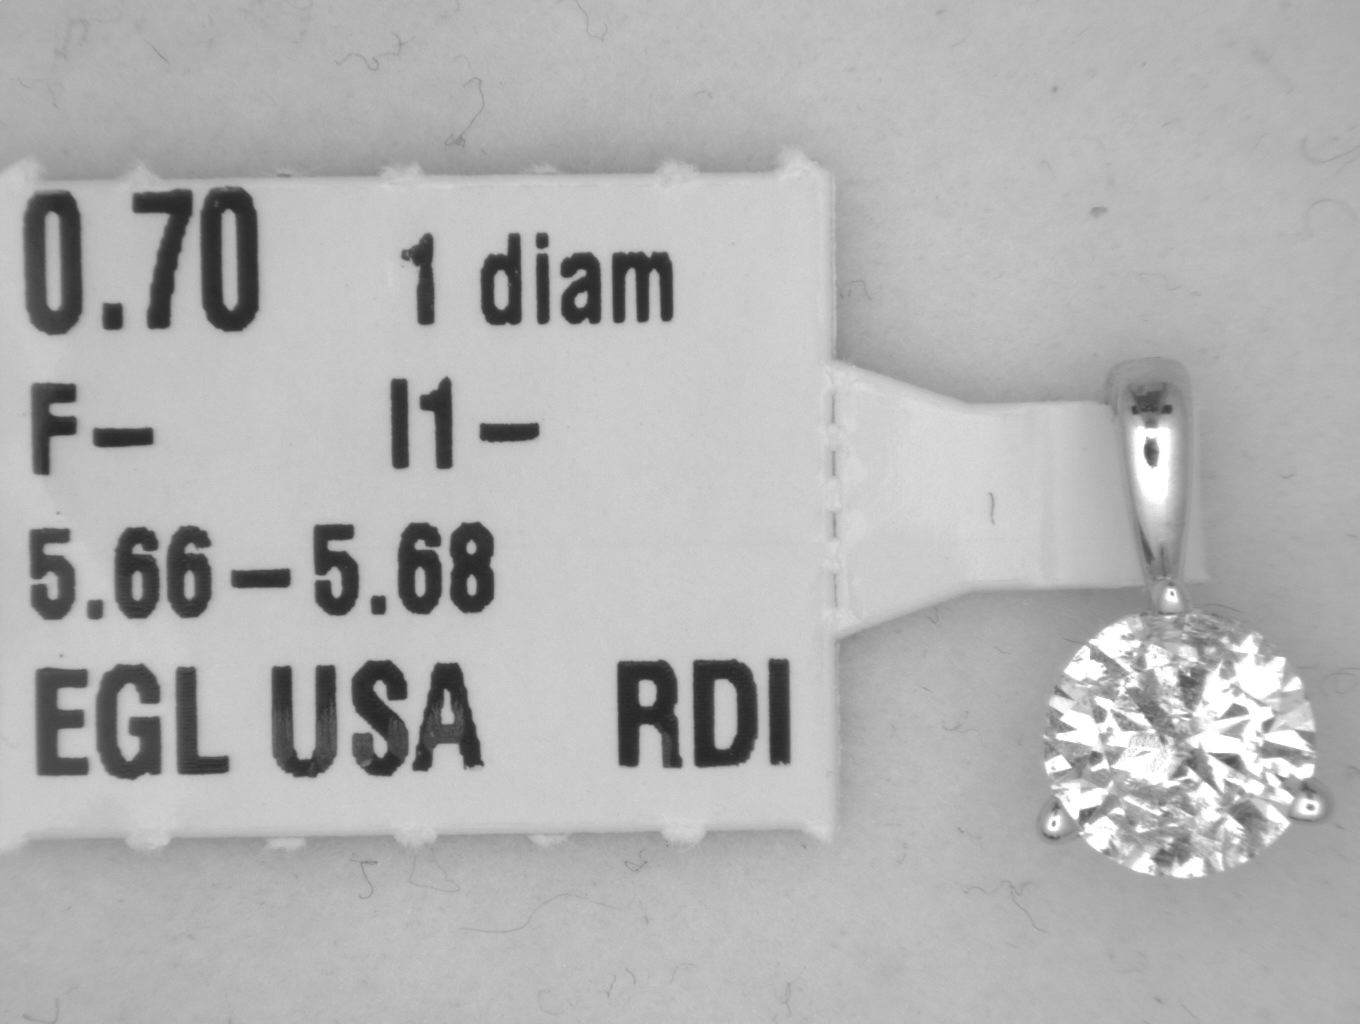 0.70 1 diam
F- I1-
5.66-5.68
EGL USA RDI